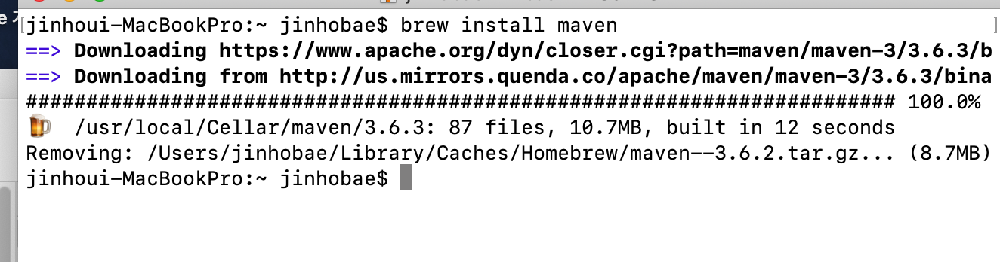 jinhoui-MacBookPro:~ jinhobae$ brew install maven
==> Downloading https://www.apache.org/dyn/closer.cgi?path=maven/maven-3/3.6.3/b
==> Downloading from http://us.mirrors.quenda.co/apache/maven/maven-3/3.6.3/bina
######################################################################## 100.0%
🍺  /usr/local/Cellar/maven/3.6.3: 87 files, 10.7MB, built in 12 seconds
Removing: /Users/jinhobae/Library/Caches/Homebrew/maven--3.6.2.tar.gz... (8.7MB)
jinhoui-MacBookPro:~ jinhobae$